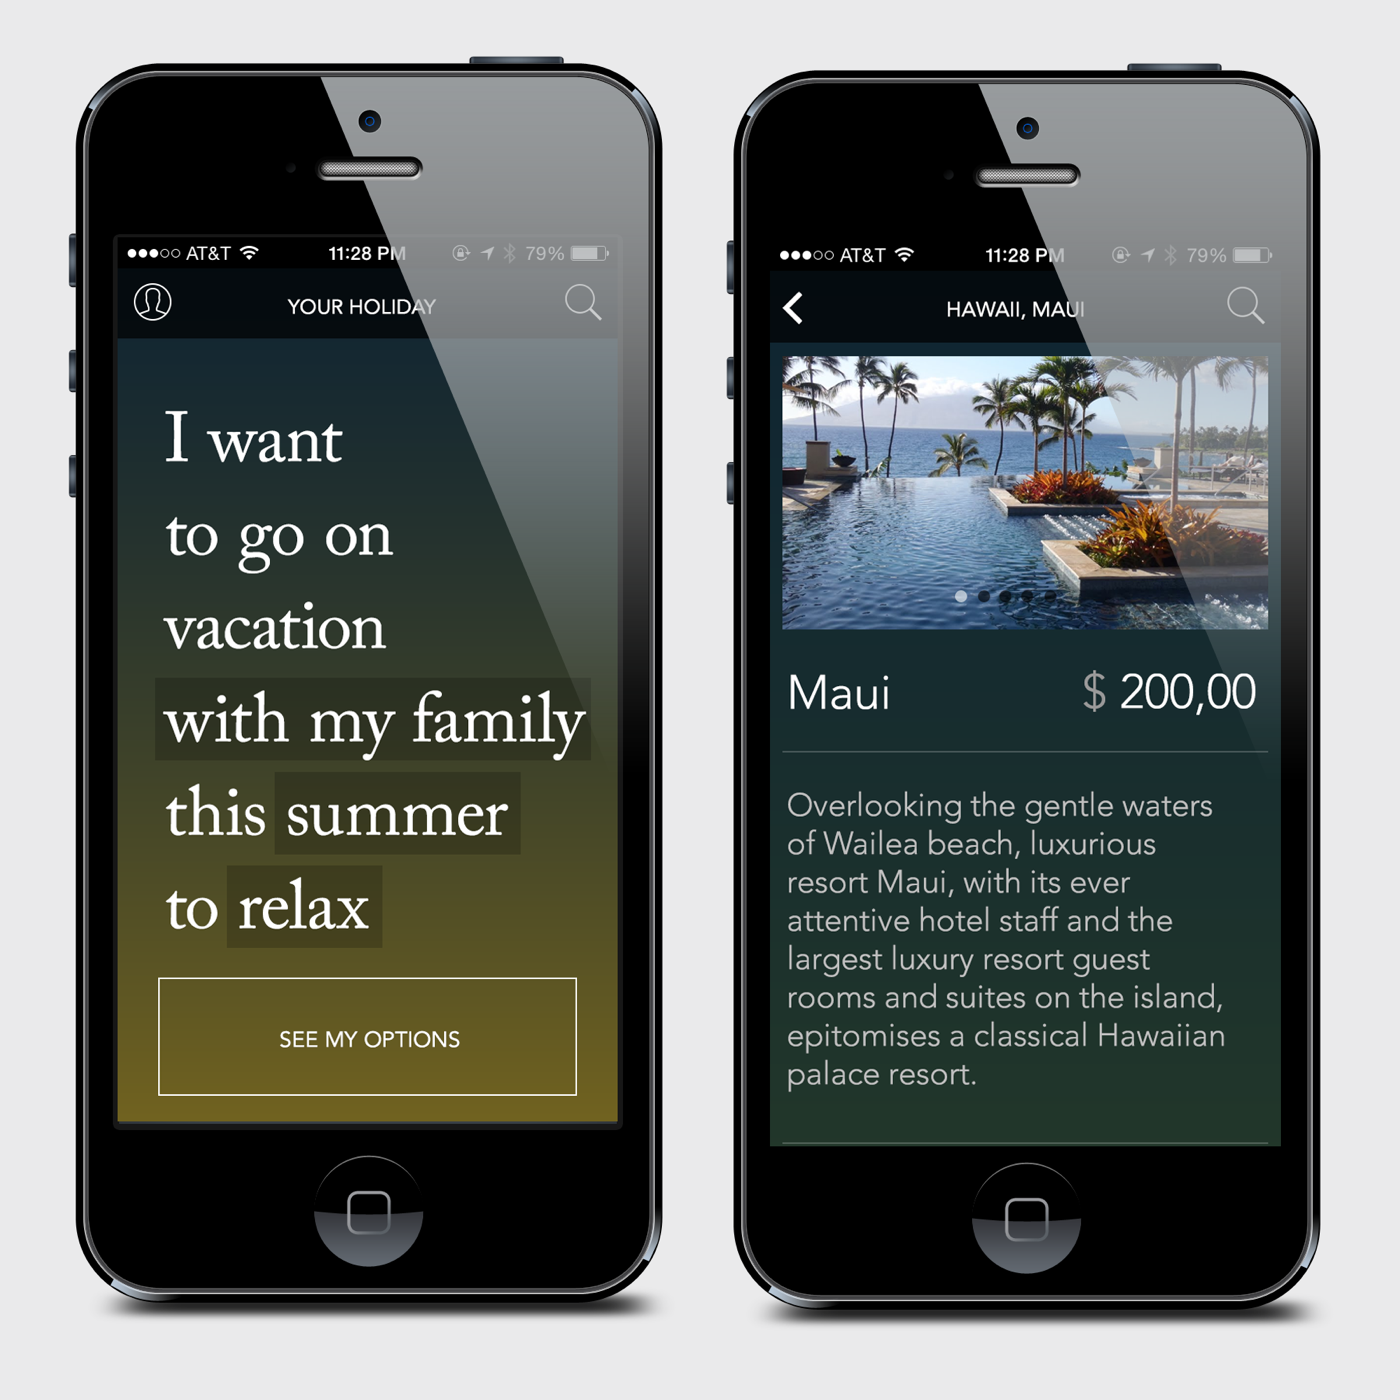 AT&T 11:28 PM 79%
YOUR HOLIDAY
I want
to go on
vacation
with my family
this summer
to relax
SEE MY OPTIONS
AT&T 11:28 PM 79%
HAWAII, MAUI
Maui $ 200,00
Overlooking the gentle waters
of Wailea beach, luxurious
resort Maui, with its ever
attentive hotel staff and the
largest luxury resort guest
rooms and suites on the island,
epitomises a classical Hawaiian
palace resort.